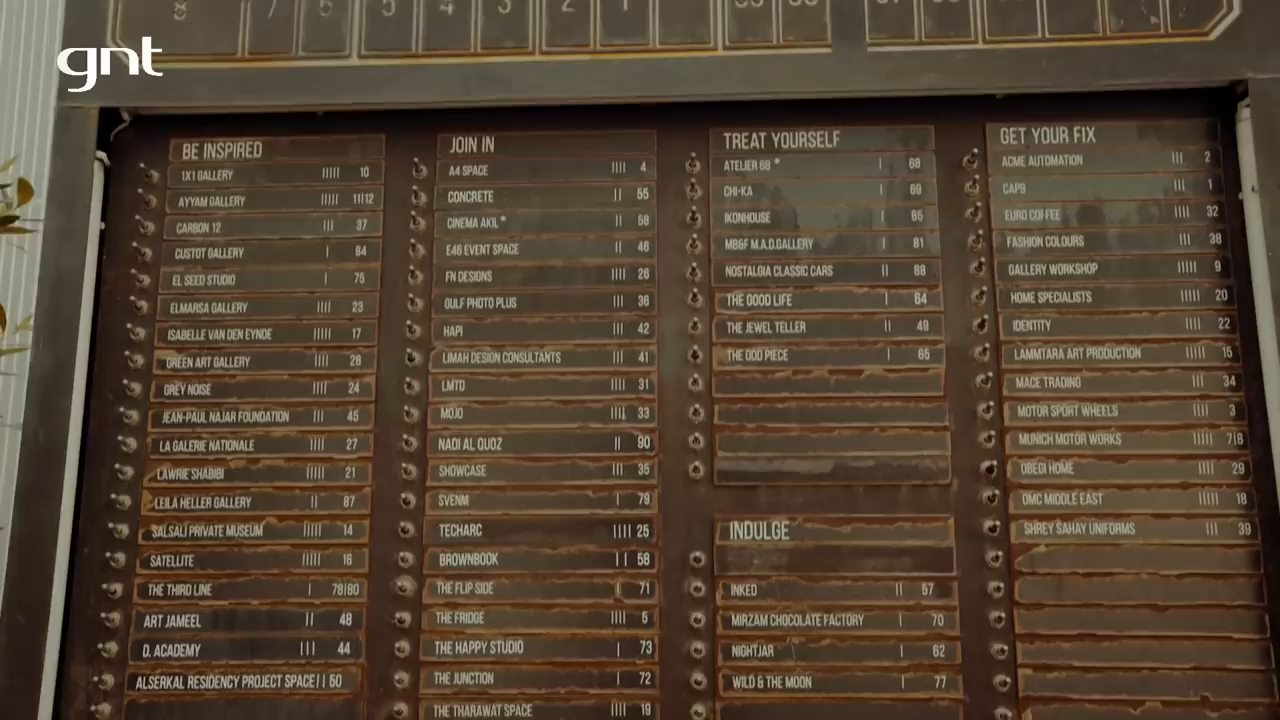 8 7 6 5 4 3 2 1
gnt
BE INSPIRED
1X1 GALLERY ||||| 10
AYYAM GALLERY ||||| 11|12
CARBON 12 ||| 37
CUSTOT GALLERY | 84
EL SEED STUDIO | 75
ELMARSA GALLERY |||| 23
ISABELLE VAN DEN EYNDE ||||| 17
GREEN ART GALLERY |||| 28
GREY NOISE |||| 24
JEAN-PAUL NAJAR FOUNDATION ||| 45
LA GALERIE NATIONALE |||| 27
LAWRIE SHABIBI ||||| 21
LEILA HELLER GALLERY || 87
SALSALI PRIVATE MUSEUM ||||| 14
SATELLITE ||||| 16
THE THIRD LINE | 78|80
ART JAMEEL || 48
D. ACADEMY ||| 44
ALSERKAL RESIDENCY PROJECT SPACE || 50
JOIN IN
A4 SPACE |||| 4
CONCRETE || 55
CINEMA AKIL* || 68
E46 EVENT SPACE || 46
FN DESIGNS |||| 26
GULF PHOTO PLUS ||| 36
HAPI ||| 42
LIMAH DESIGN CONSULTANTS ||| 41
LMTD |||| 31
MOJO |||| 33
NADI AL QUOZ || 90
SHOWCASE ||| 35
SVENM | 79
TECHARC |||| 25
BROWNBOOK || 58
THE FLIP SIDE | 71
THE FRIDGE |||| 5
THE HAPPY STUDIO | 73
THE JUNCTION | 72
THE THARAWAT SPACE |||| 19
TREAT YOURSELF
ATELIER 68 * | 68
CHI-KA | 69
IKONHOUSE | 85
MB&F M.A.D.GALLERY | 81
NOSTALGIA CLASSIC CARS || 88
THE GOOD LIFE | 64
THE JEWEL TELLER || 49
THE ODD PIECE | 65
INDULGE
INKED || 57
MIRZAM CHOCOLATE FACTORY | 70
NIGHTJAR | 62
WILD & THE MOON | 77
GET YOUR FIX
ACME AUTOMATION ||| 2
CAP9 ||| 1
EURO COFFEE |||| 32
FASHION COLOURS ||| 38
GALLERY WORKSHOP ||||| 9
HOME SPECIALISTS ||||| 20
IDENTITY |||| 22
LAMMTARA ART PRODUCTION ||||| 15
MACE TRADING ||| 34
MOTOR SPORT WHEELS |||| 3
MUNICH MOTOR WORKS ||||| 7|8
OBEGI HOME |||| 29
OMC MIDDLE EAST ||||| 18
SHREY SAHAY UNIFORMS ||| 39